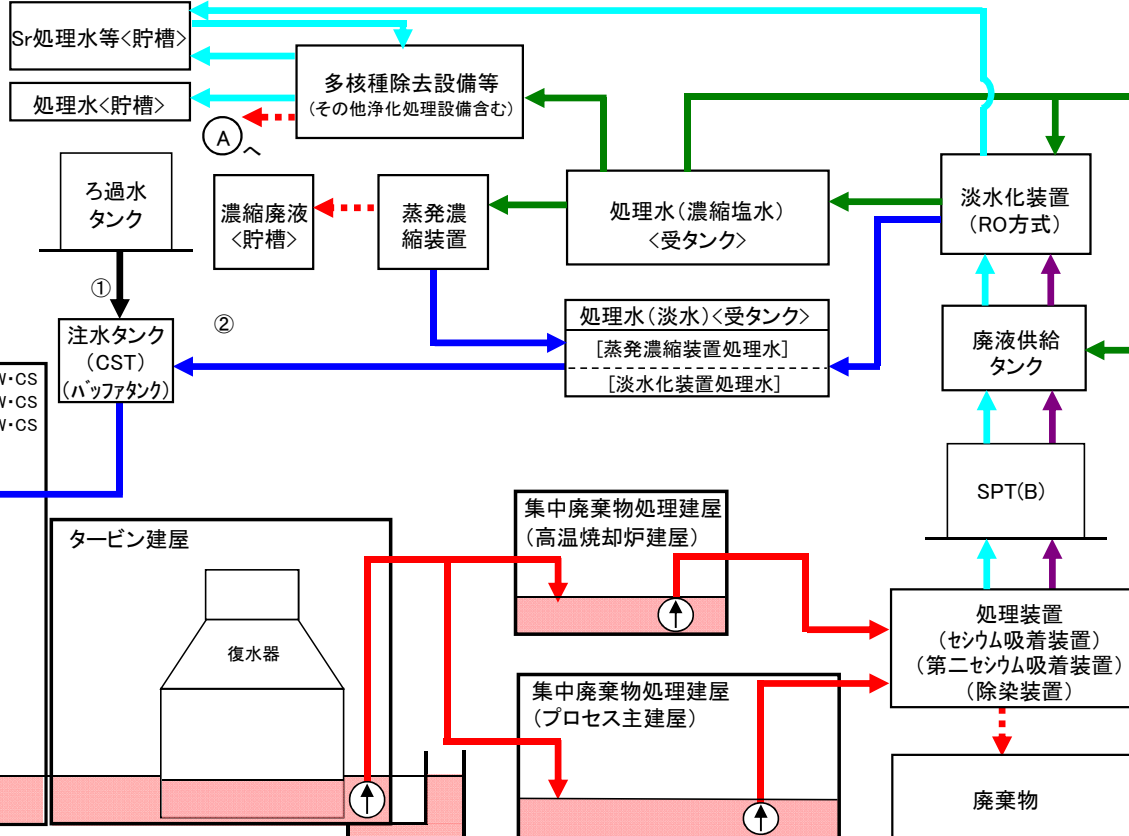 Sr処理水等<貯槽>
多核種除去設備等
(その他浄化処理設備含む)
処理水<貯槽>
A
へ
ろ過水
タンク
濃縮廃液
<貯槽>
蒸発濃
縮装置
処理水(濃縮塩水)
<受タンク>
淡水化装置
(RO方式)
①
②
注水タンク
(CST)
(バッファタンク)
処理水(淡水)<受タンク>
[蒸発濃縮装置処理水]
[淡水化装置処理水]
廃液供給
タンク
W・CS
W・CS
W・CS
SPT(B)
タービン建屋
復水器
集中廃棄物処理建屋
(高温焼却炉建屋)
集中廃棄物処理建屋
(プロセス主建屋)
処理装置
(セシウム吸着装置)
(第二セシウム吸着装置)
(除染装置)
廃棄物